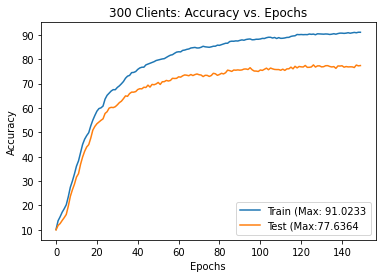 300 Clients: Accuracy vs. Epochs
Accuracy
90
80
70
60
50
40
30
20
10
Train (Max: 91.0233
Test (Max:77.6364
0 20 40 60 80 100 120 140
Epochs